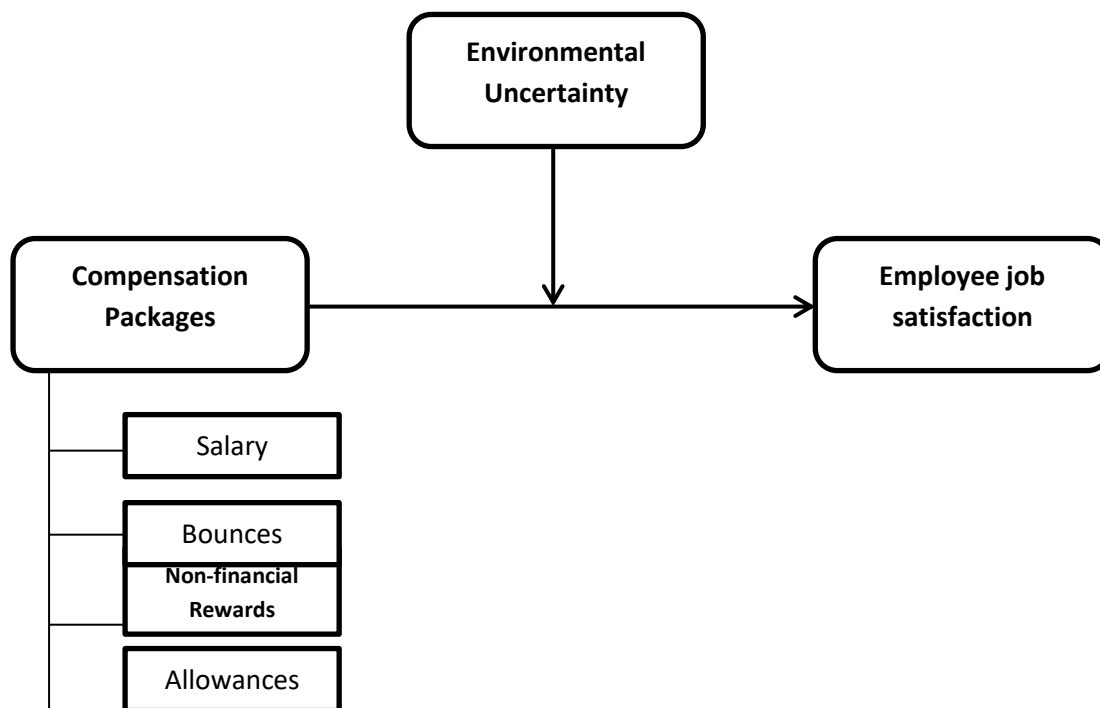 Environmental
Uncertainty
Compensation
Packages
Employee job
satisfaction
Salary
Bounces
Non-financial
Rewards
Allowances